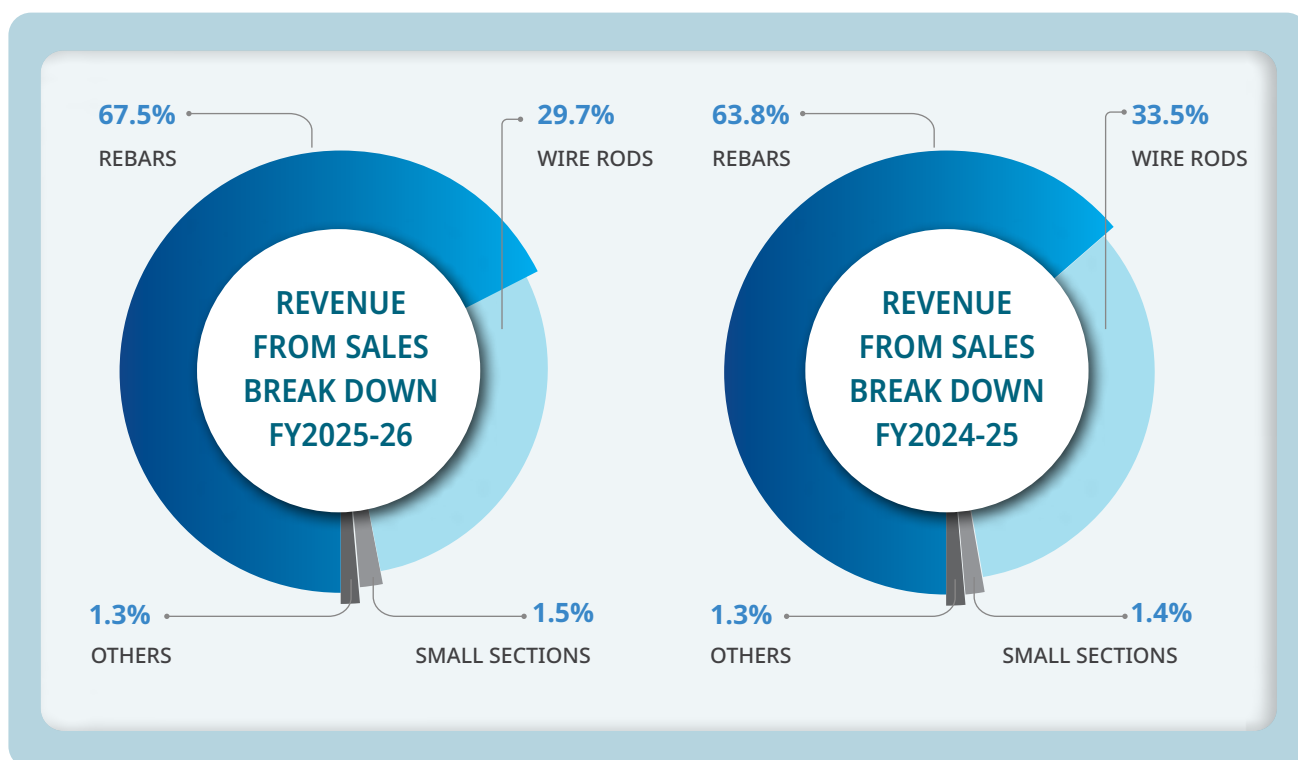 67.5%
REBARS
29.7%
WIRE RODS
REVENUE
FROM SALES
BREAK DOWN
FY2025-26
1.3%
OTHERS
1.5%
SMALL SECTIONS
63.8%
REBARS
33.5%
WIRE RODS
REVENUE
FROM SALES
BREAK DOWN
FY2024-25
1.3%
OTHERS
1.4%
SMALL SECTIONS